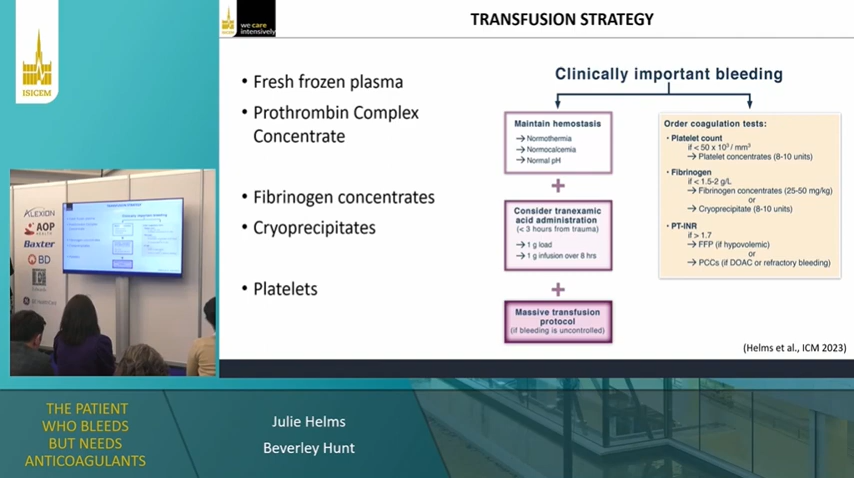 ISICEM
we care
intensively
TRANSFUSION STRATEGY
• Fresh frozen plasma
• Prothrombin Complex
Concentrate
• Fibrinogen concentrates
• Cryoprecipitates
• Platelets
Clinically important bleeding
Maintain hemostasis
→ Normothermia
→ Normocalcemia
→ Normal pH
+
Consider tranexamic
acid administration
(< 3 hours from trauma)
→ 1 g load
→ 1 g infusion over 8 hrs
+
Massive transfusion
protocol
(if bleeding is uncontrolled)
Order coagulation tests:
• Platelet count
if < 50 x 10³ / mm³
→ Platelet concentrates (8-10 units)
• Fibrinogen
if < 1.5-2 g/L
→ Fibrinogen concentrates (25-50 mg/kg)
or
→ Cryoprecipitate (8-10 units)
• PT-INR
if > 1.7
→ FFP (if hypovolemic)
or
→ PCCs (if DOAC or refractory bleeding)
(Helms et al., ICM 2023)
ALEXION
AOP
HEALTH
Baxter
BD
THE PATIENT
WHO BLEEDS
BUT NEEDS
ANTICOAGULANTS
Julie Helms
Beverley Hunt